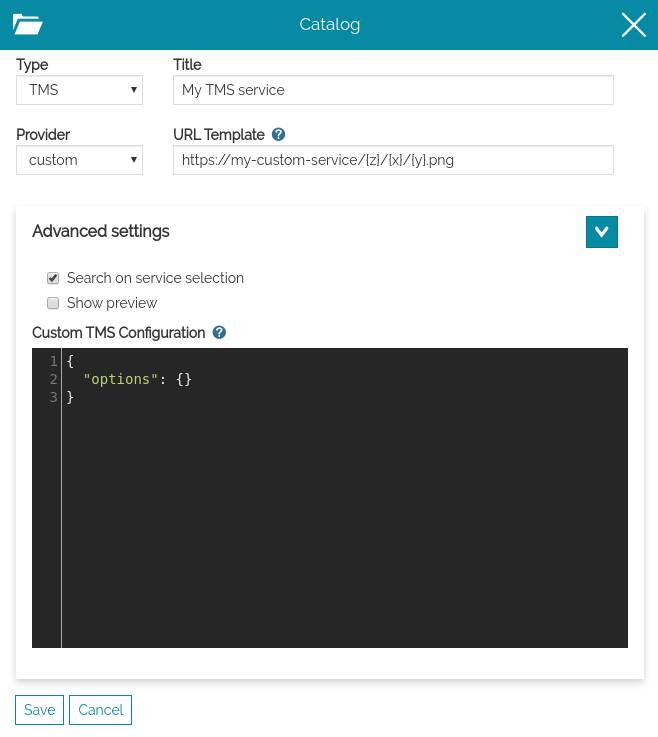 Catalog
Type
Title
TMS
My TMS service
Provider
URL Template ?
custom
https://my-custom-service/{z}/{x}/{y}.png
Advanced settings
Search on service selection
Show preview
Custom TMS Configuration ?
1 {
2 "options": {}
3 }
Save Cancel